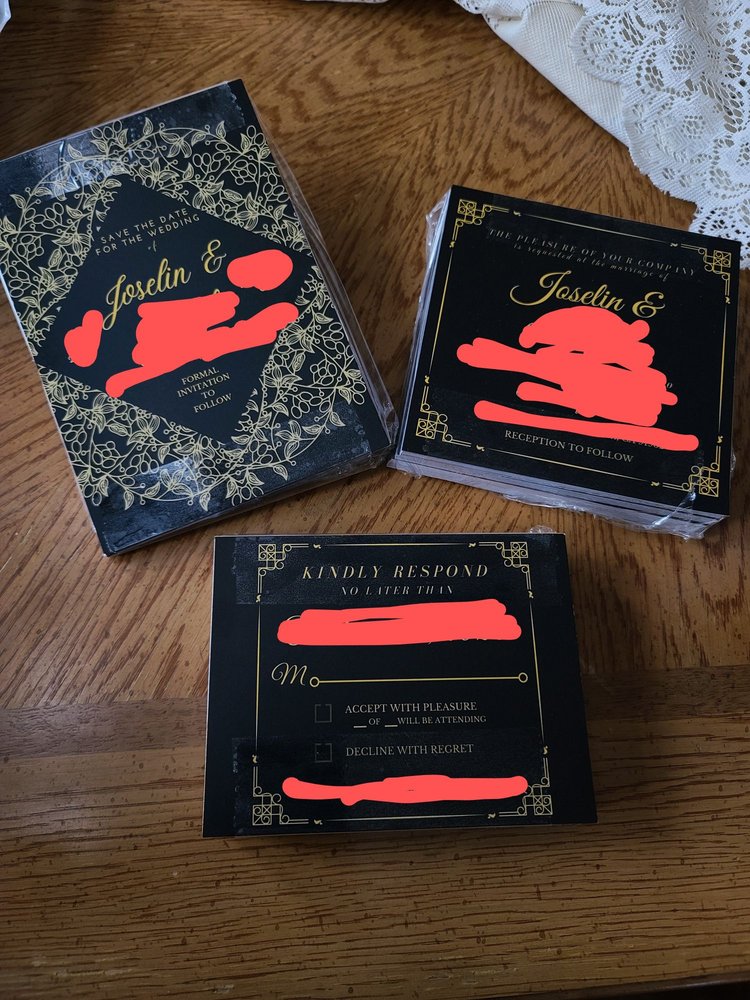 SAVE THE DATE
FOR THE WEDDING
of
Joselin &
FORMAL
INVITATION
TO
FOLLOW
THE PLEASURE OF YOUR COMPANY
is requested at the marriage of
Joselin &
RECEPTION TO FOLLOW
KINDLY RESPOND
NO LATER THAN
M
ACCEPT WITH PLEASURE
__ OF __ WILL BE ATTENDING
DECLINE WITH REGRET